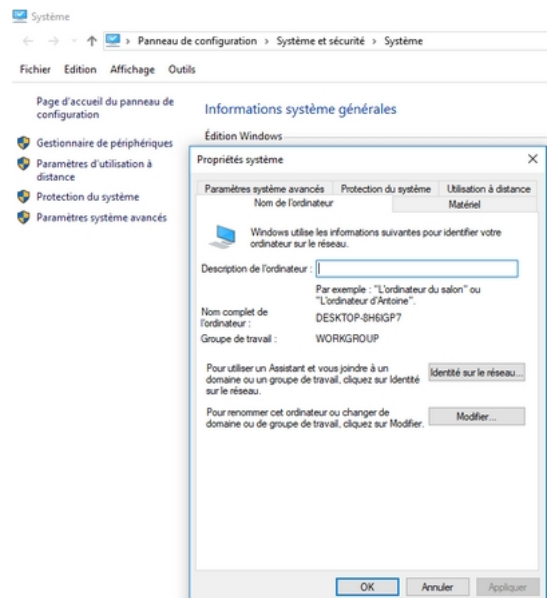 Système
Panneau de configuration > Système et sécurité > Système
Fichier Edition Affichage Outils
Page d'accueil du panneau de
configuration
Gestionnaire de périphériques
Paramètres d'utilisation à
distance
Protection du système
Paramètres système avancés
Informations système générales
Édition Windows
Propriétés système
Paramètres système avancés Protection du système Utilisation à distance
Nom de l'ordinateur Matériel
Windows utilise les informations suivantes pour identifier votre
ordinateur sur le réseau.
Description de l'ordinateur :
Par exemple : "L'ordinateur du salon" ou
"L'ordinateur d'Antoine".
Nom complet de
l'ordinateur :
DESKTOP-8H6IGP7
Groupe de travail : WORKGROUP
Pour utiliser un Assistant et vous joindre à un
domaine ou un groupe de travail, cliquez sur Identité
sur le réseau.
Identité sur le réseau...
Pour renommer cet ordinateur ou changer de
domaine ou de groupe de travail, cliquez sur Modifier.
Modifier...
OK Annuler Appliquer